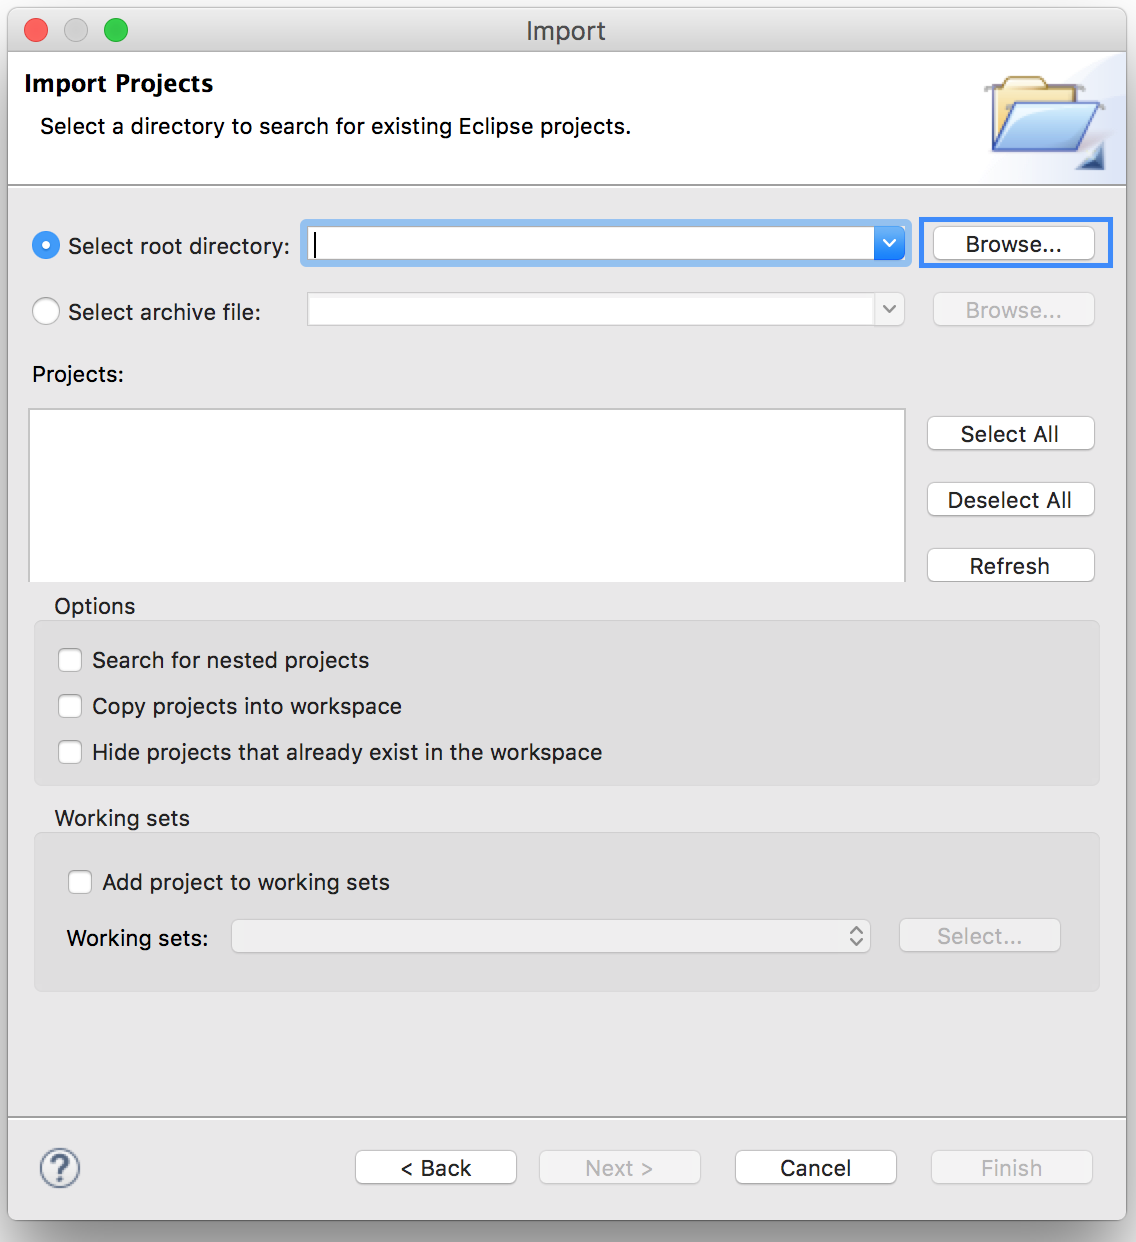 Import
Import Projects
Select a directory to search for existing Eclipse projects.
Select root directory:
Browse...
Select archive file:
Browse...
Projects:
Select All
Deselect All
Refresh
Options
Search for nested projects
Copy projects into workspace
Hide projects that already exist in the workspace
Working sets
Add project to working sets
Working sets:
Select...
?
< Back
Next >
Cancel
Finish